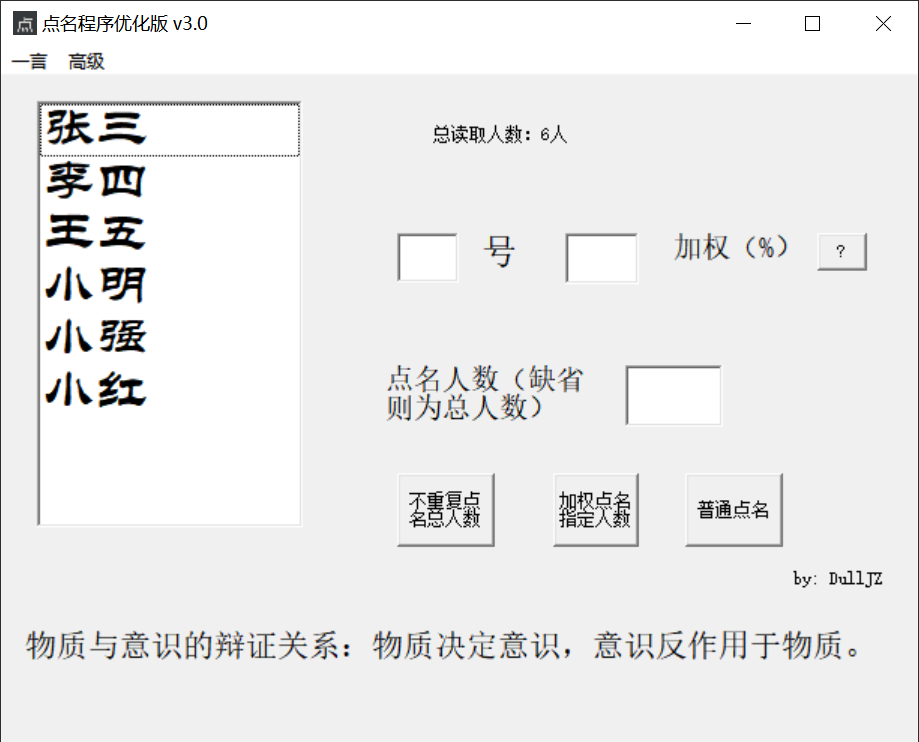 点
点名程序优化版 v3.0
一言 高级
张三
李四
王五
小明
小强
小红
总读取人数：6人
号
加权（%）
?
点名人数（缺省
则为总人数）
不重复点
名总人数
加权点名
指定人数
普通点名
by: DullJZ
物质与意识的辩证关系：物质决定意识，意识反作用于物质。